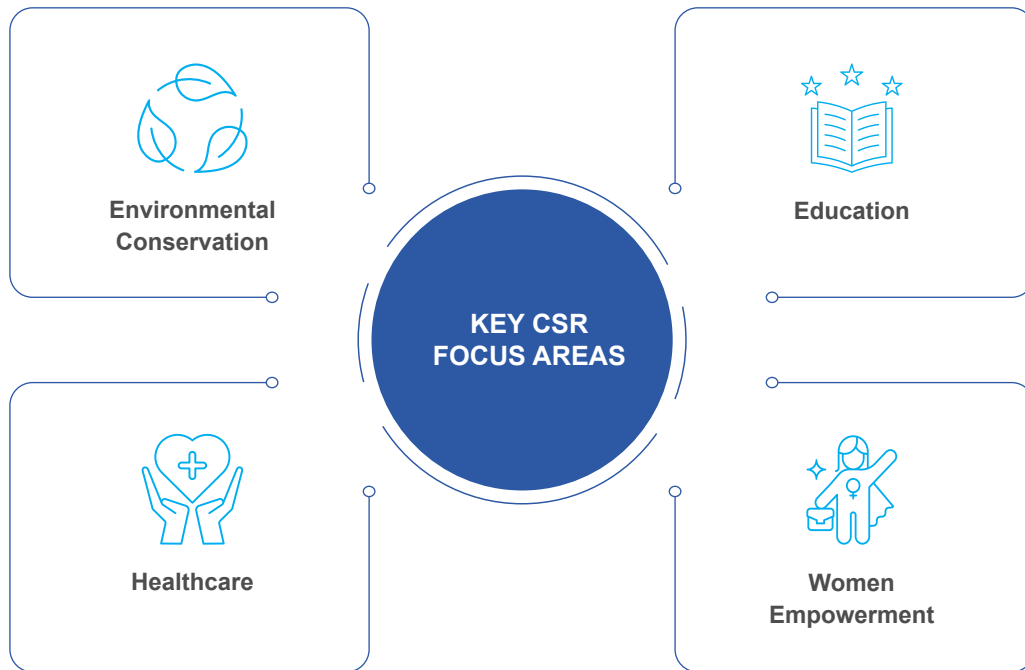 Environmental
Conservation
Education
KEY CSR
FOCUS AREAS
Healthcare
Women
Empowerment